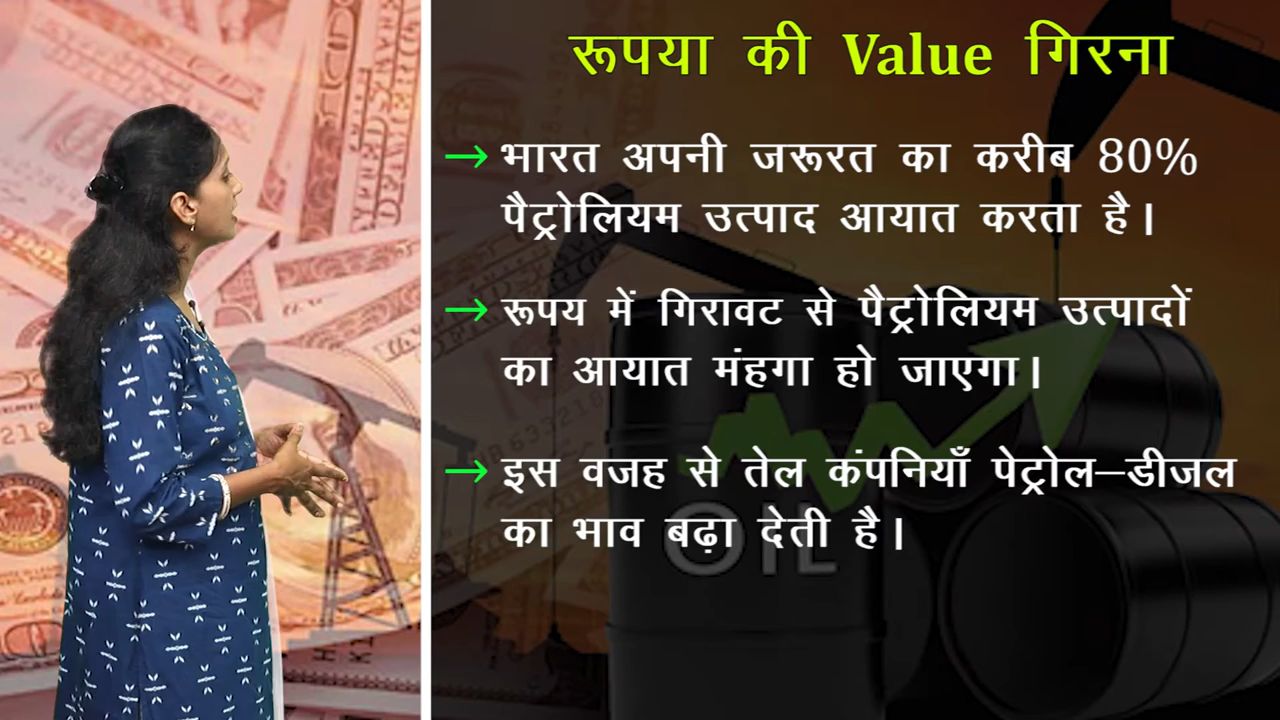 रूपया की Value गिरना
→ भारत अपनी जरूरत का करीब 80%
पैट्रोलियम उत्पाद आयात करता है।
→ रूपय में गिरावट से पैट्रोलियम उत्पादों
का आयात मंहगा हो जाएगा।
→ इस वजह से तेल कंपनियाँ पेट्रोल–डीजल
का भाव बढ़ा देती है।
OIL